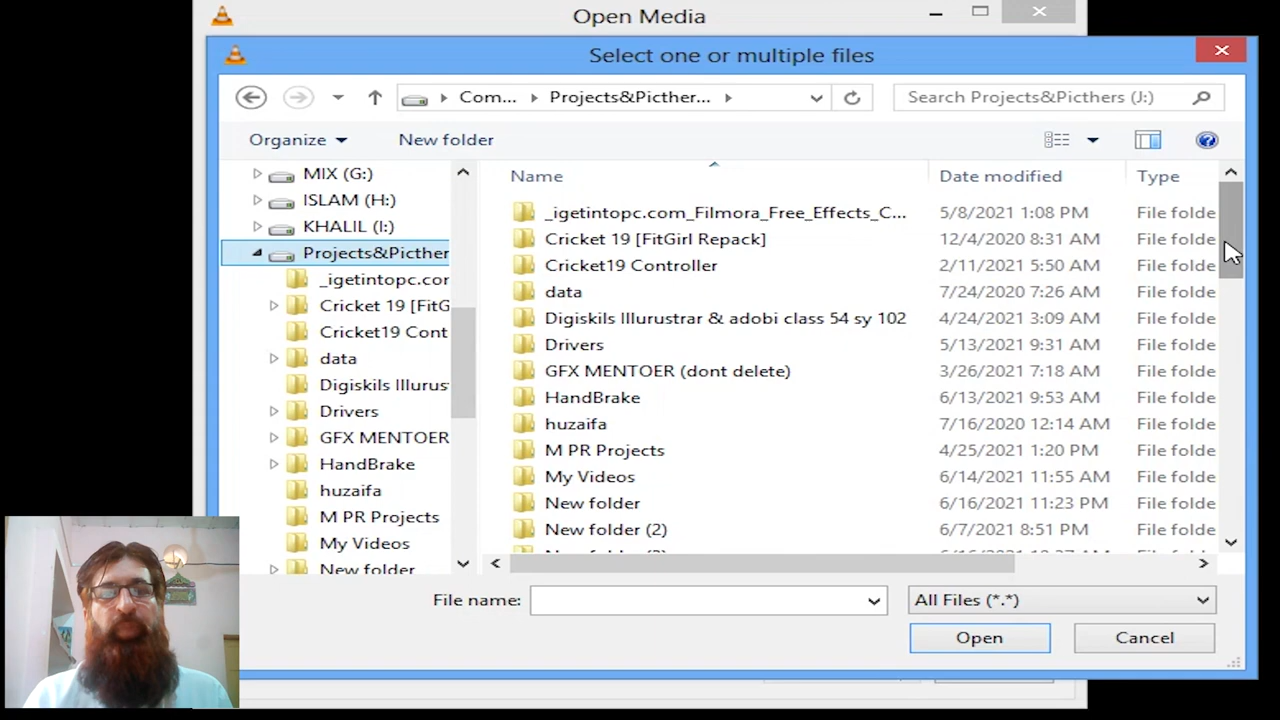 Open Media
Select one or multiple files
Com... Projects&Picther... Search Projects&Picthers (J:)
Organize New folder
MIX (G:)
ISLAM (H:)
KHALIL (I:)
Projects&Picther
_igetintopc.cor
Cricket 19 [FitG
Cricket19 Cont
data
Digiskils Illurus
Drivers
GFX MENTOER
HandBrake
huzaifa
M PR Projects
My Videos
New folder
Name Date modified Type
_igetintopc.com_Filmora_Free_Effects_C... 5/8/2021 1:08 PM File folde
Cricket 19 [FitGirl Repack] 12/4/2020 8:31 AM File folde
Cricket19 Controller 2/11/2021 5:50 AM File folde
data 7/24/2020 7:26 AM File folde
Digiskils Illurustrar & adobi class 54 sy 102 4/24/2021 3:09 AM File folde
Drivers 5/13/2021 9:31 AM File folde
GFX MENTOER (dont delete) 3/26/2021 7:18 AM File folde
HandBrake 6/13/2021 9:53 AM File folde
huzaifa 7/16/2020 12:14 AM File folde
M PR Projects 4/25/2021 1:20 PM File folde
My Videos 6/14/2021 11:55 AM File folde
New folder 6/16/2021 11:23 PM File folde
New folder (2) 6/7/2021 8:51 PM File folde
File name: All Files (*.*)
Open Cancel